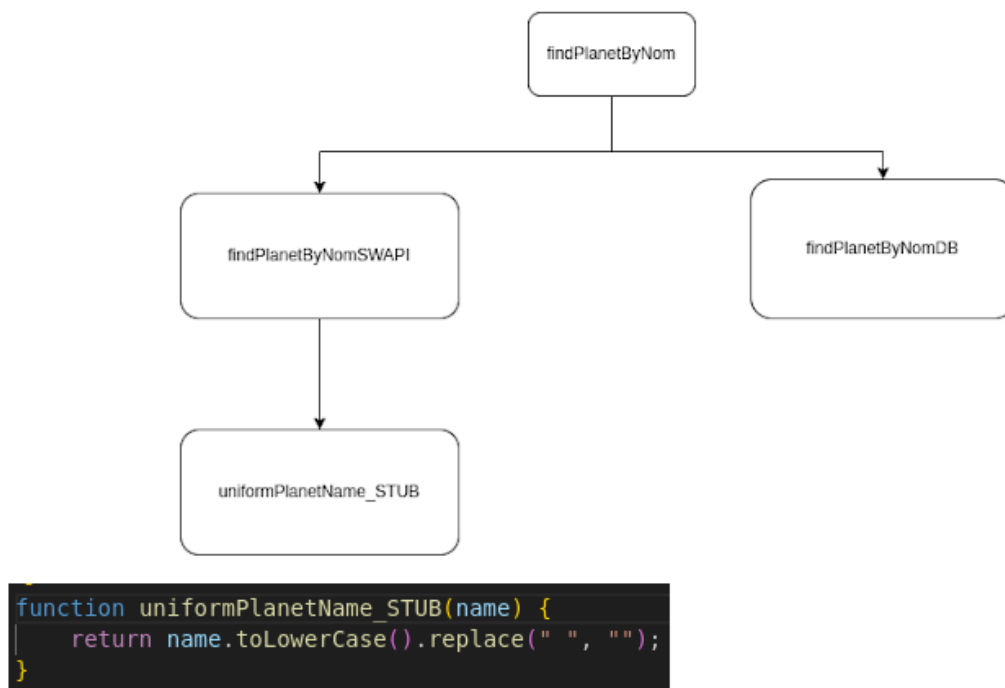 findPlanetByNom
findPlanetByNomSWAPI
findPlanetByNomDB
uniformPlanetName_STUB
function uniformPlanetName_STUB(name) {
    return name.toLowerCase().replace(" ", "");
}